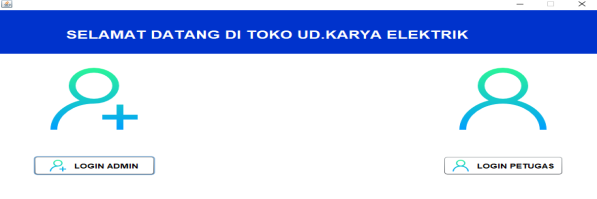 SELAMAT DATANG DI TOKO UD.KARYA ELEKTRIK
LOGIN ADMIN
LOGIN PETUGAS